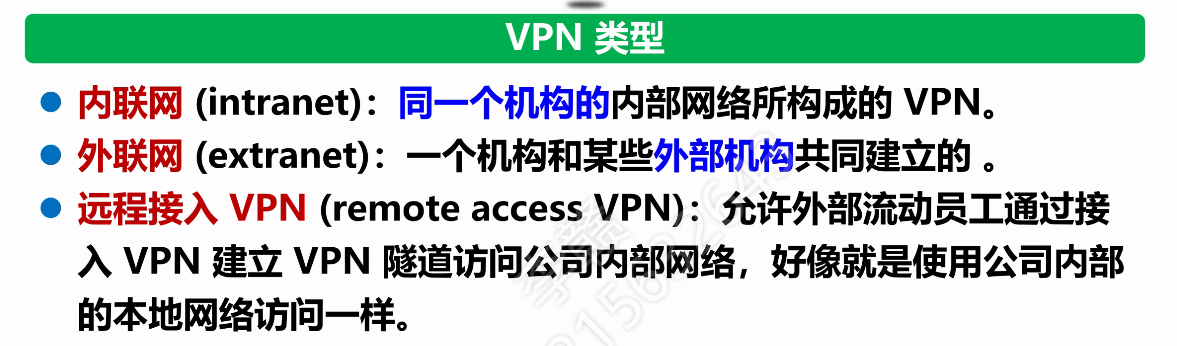 VPN 类型
内联网 (intranet)：同一个机构的内部网络所构成的 VPN。
外联网 (extranet)：一个机构和某些外部机构共同建立的 。
远程接入 VPN (remote access VPN)：允许外部流动员工通过接
入 VPN 建立 VPN 隧道访问公司内部网络，好像就是使用公司内部
的本地网络访问一样。